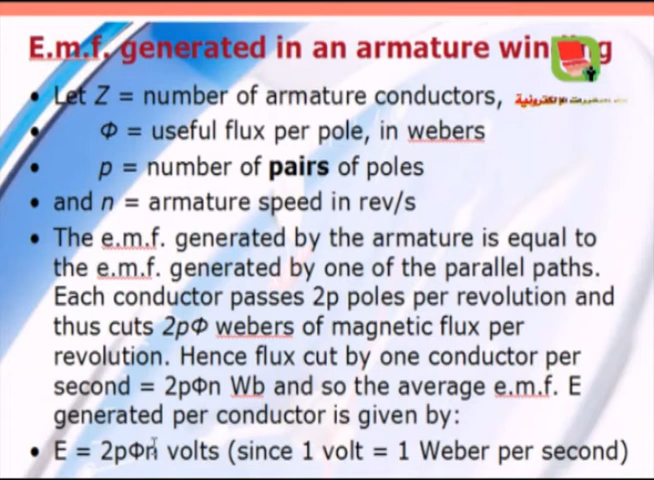 E.m.f. generated in an armature winding
• Let Z = number of armature conductors,
• Φ = useful flux per pole, in webers
• p = number of pairs of poles
• and n = armature speed in rev/s
• The e.m.f. generated by the armature is equal to
the e.m.f. generated by one of the parallel paths.
Each conductor passes 2p poles per revolution and
thus cuts 2pΦ webers of magnetic flux per
revolution. Hence flux cut by one conductor per
second = 2pΦn Wb and so the average e.m.f. E
generated per conductor is given by:
• E = 2pΦn volts (since 1 volt = 1 Weber per second)